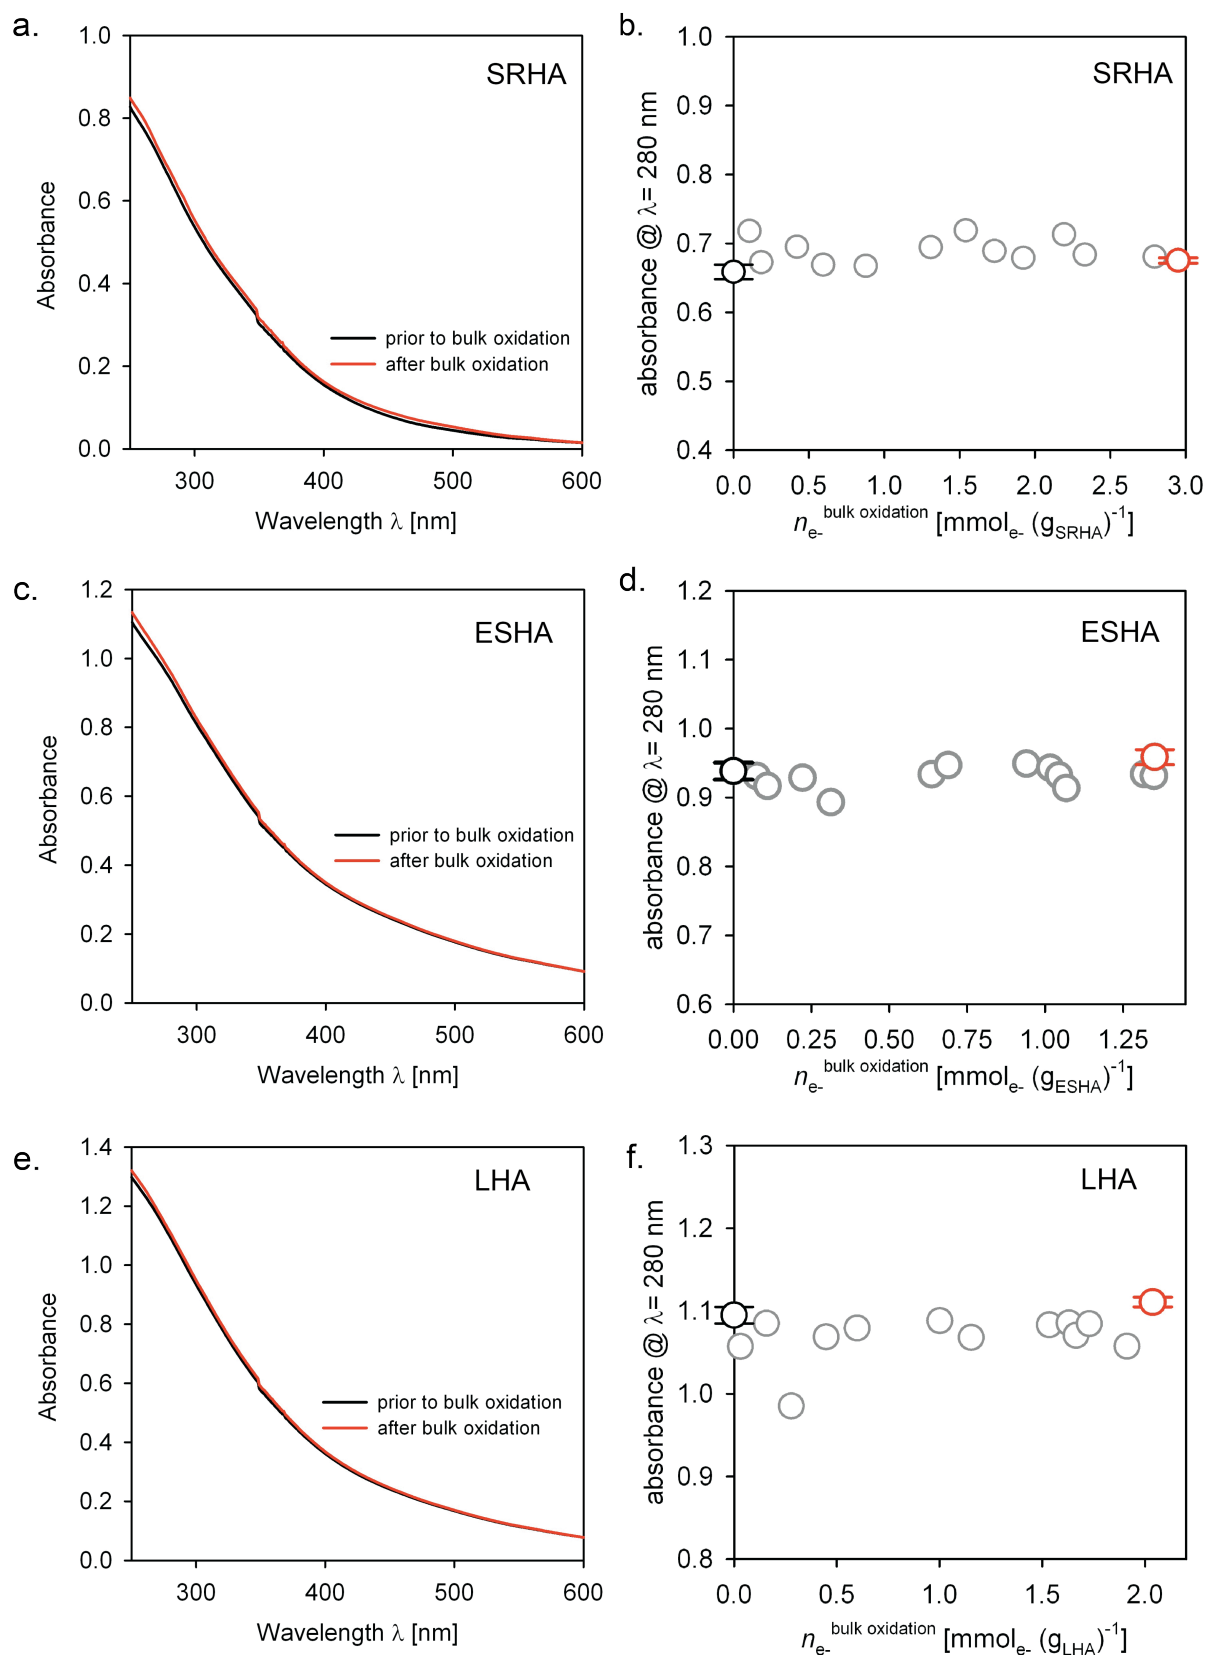 a.
SRHA
1.0
0.8
0.6
0.4
0.2
0.0
Absorbance
prior to bulk oxidation
after bulk oxidation
300 400 500 600
Wavelength λ [nm]
b.
SRHA
1.0
0.9
0.8
0.7
0.6
0.5
0.4
absorbance @ λ= 280 nm
0.0 0.5 1.0 1.5 2.0 2.5 3.0
n_e-^bulk oxidation [mmol_e- (g_SRHA)^-1]
c.
ESHA
1.2
1.0
0.8
0.6
0.4
0.2
0.0
Absorbance
prior to bulk oxidation
after bulk oxidation
300 400 500 600
Wavelength λ [nm]
d.
ESHA
1.2
1.1
1.0
0.9
0.8
0.7
0.6
absorbance @ λ= 280 nm
0.00 0.25 0.50 0.75 1.00 1.25
n_e-^bulk oxidation [mmol_e- (g_ESHA)^-1]
e.
LHA
1.4
1.2
1.0
0.8
0.6
0.4
0.2
0.0
Absorbance
prior to bulk oxidation
after bulk oxidation
300 400 500 600
Wavelength λ [nm]
f.
LHA
1.3
1.2
1.1
1.0
0.9
0.8
absorbance @ λ= 280 nm
0.0 0.5 1.0 1.5 2.0
n_e-^bulk oxidation [mmol_e- (g_LHA)^-1]